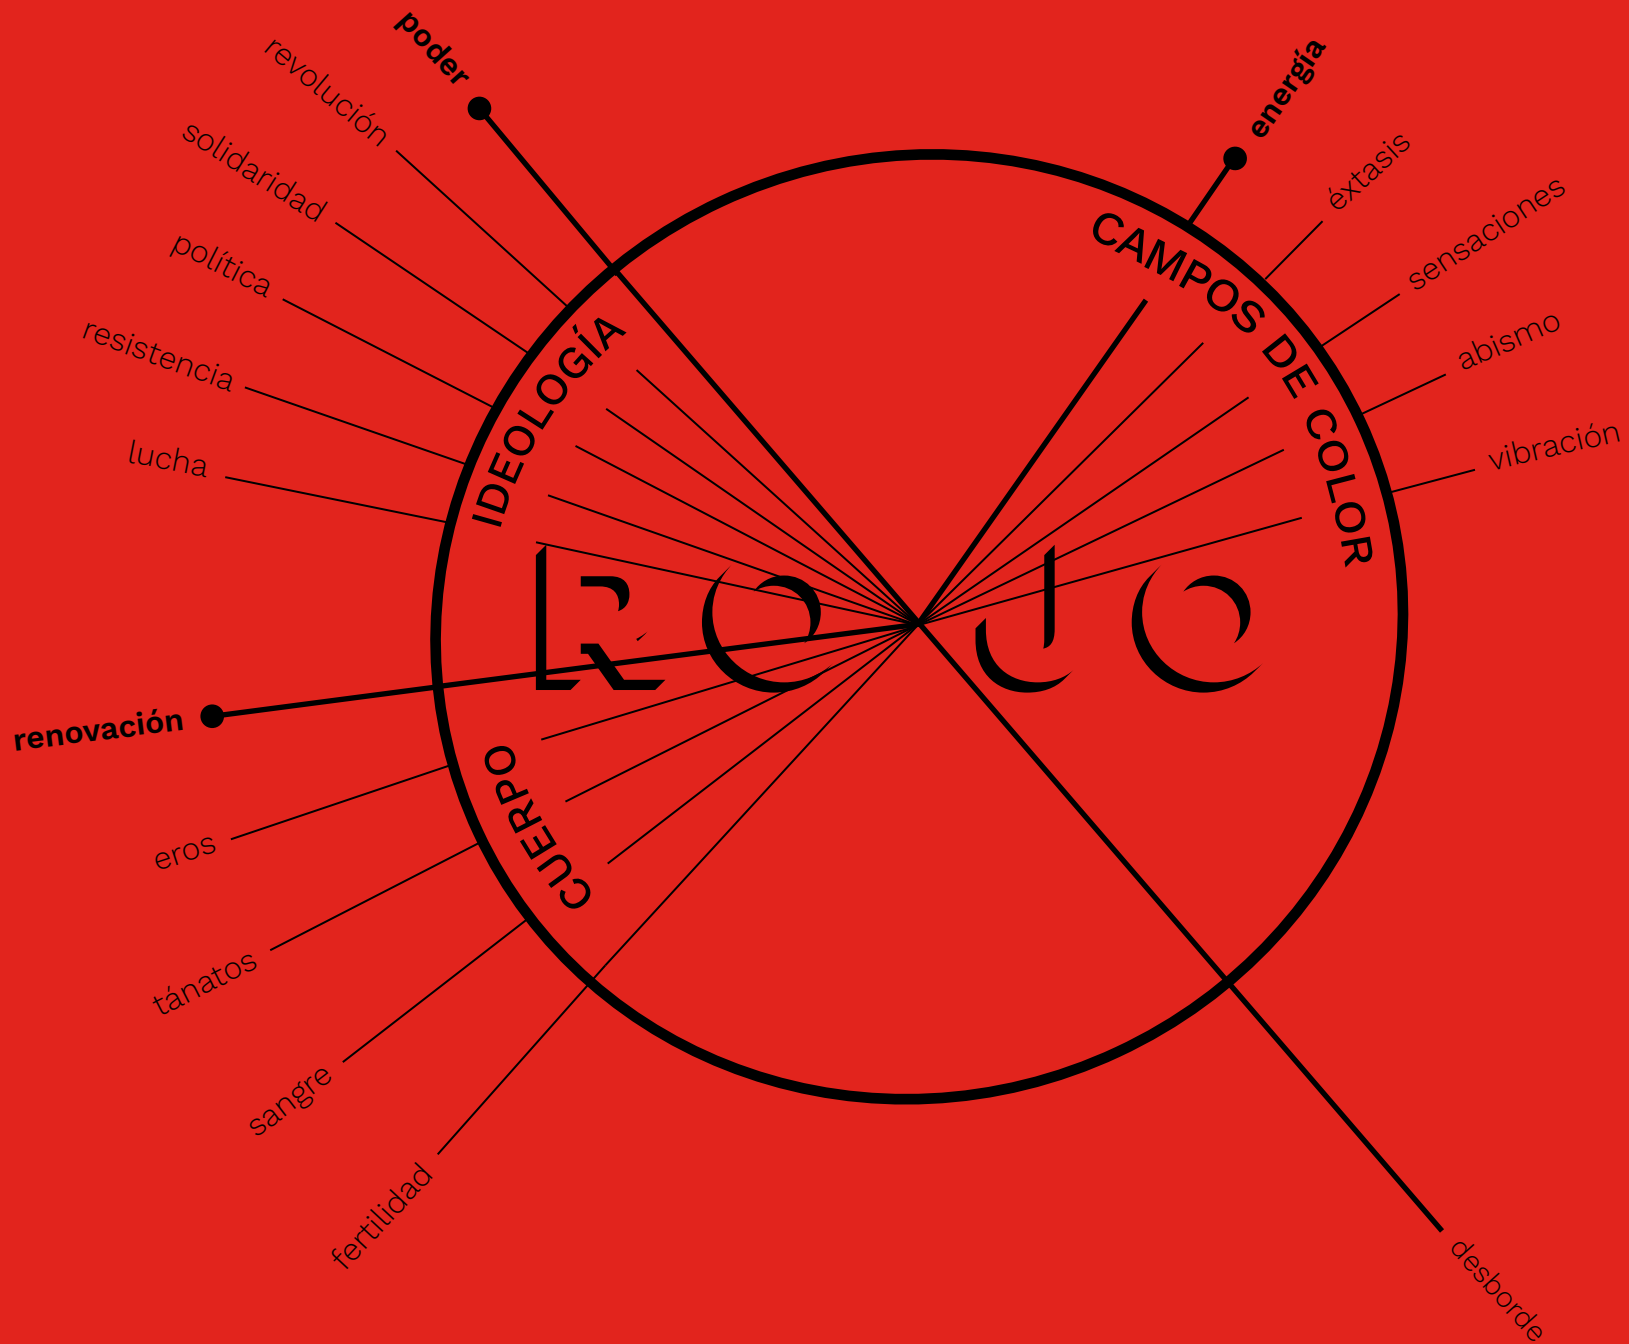 poder
revolución
solidaridad
política
resistencia
lucha
IDEOLOGÍA
energía
éxtasis
sensaciones
abismo
vibración
CAMPOS DE COLOR
ROJO
renovación
eros
tánatos
sangre
fertilidad
CUERPO
desborde